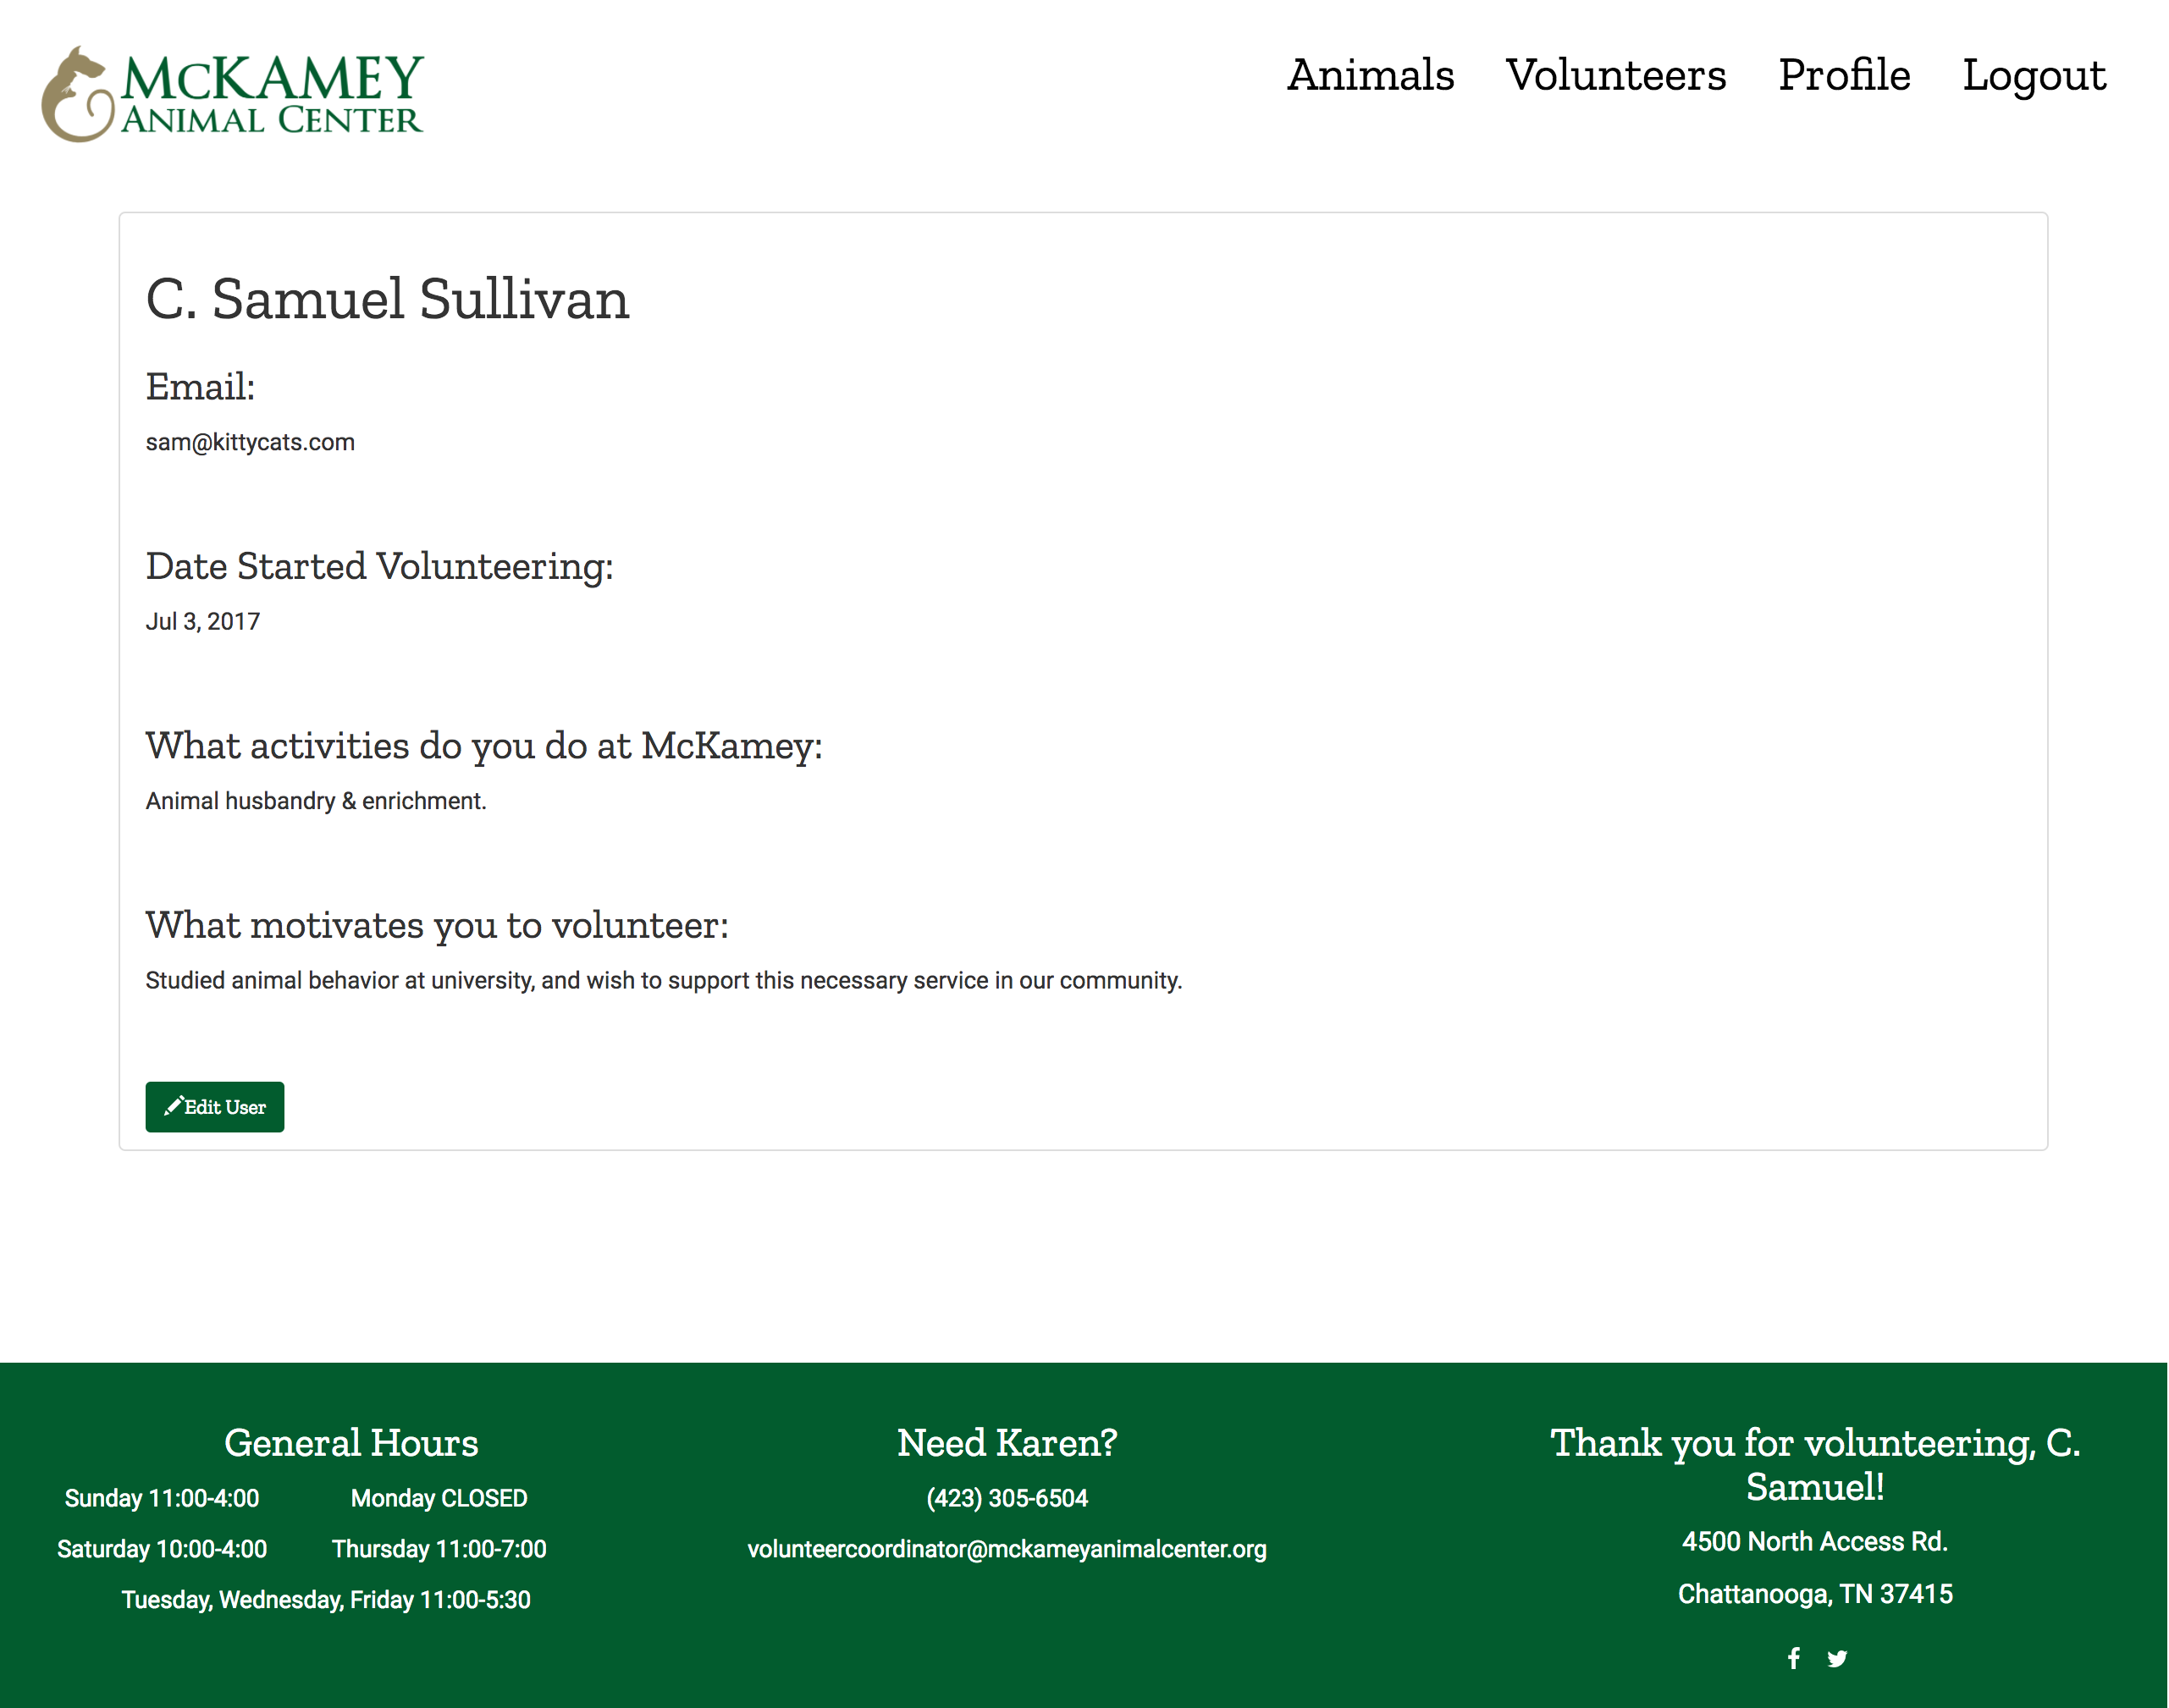 McKAMEY
ANIMAL CENTER
Animals Volunteers Profile Logout
C. Samuel Sullivan
Email:
sam@kittycats.com
Date Started Volunteering:
Jul 3, 2017
What activities do you do at McKamey:
Animal husbandry & enrichment.
What motivates you to volunteer:
Studied animal behavior at university, and wish to support this necessary service in our community.
Edit User
General Hours
Sunday 11:00-4:00 Monday CLOSED
Saturday 10:00-4:00 Thursday 11:00-7:00
Tuesday, Wednesday, Friday 11:00-5:30
Need Karen?
(423) 305-6504
volunteercoordinator@mckameyanimalcenter.org
Thank you for volunteering, C.
Samuel!
4500 North Access Rd.
Chattanooga, TN 37415